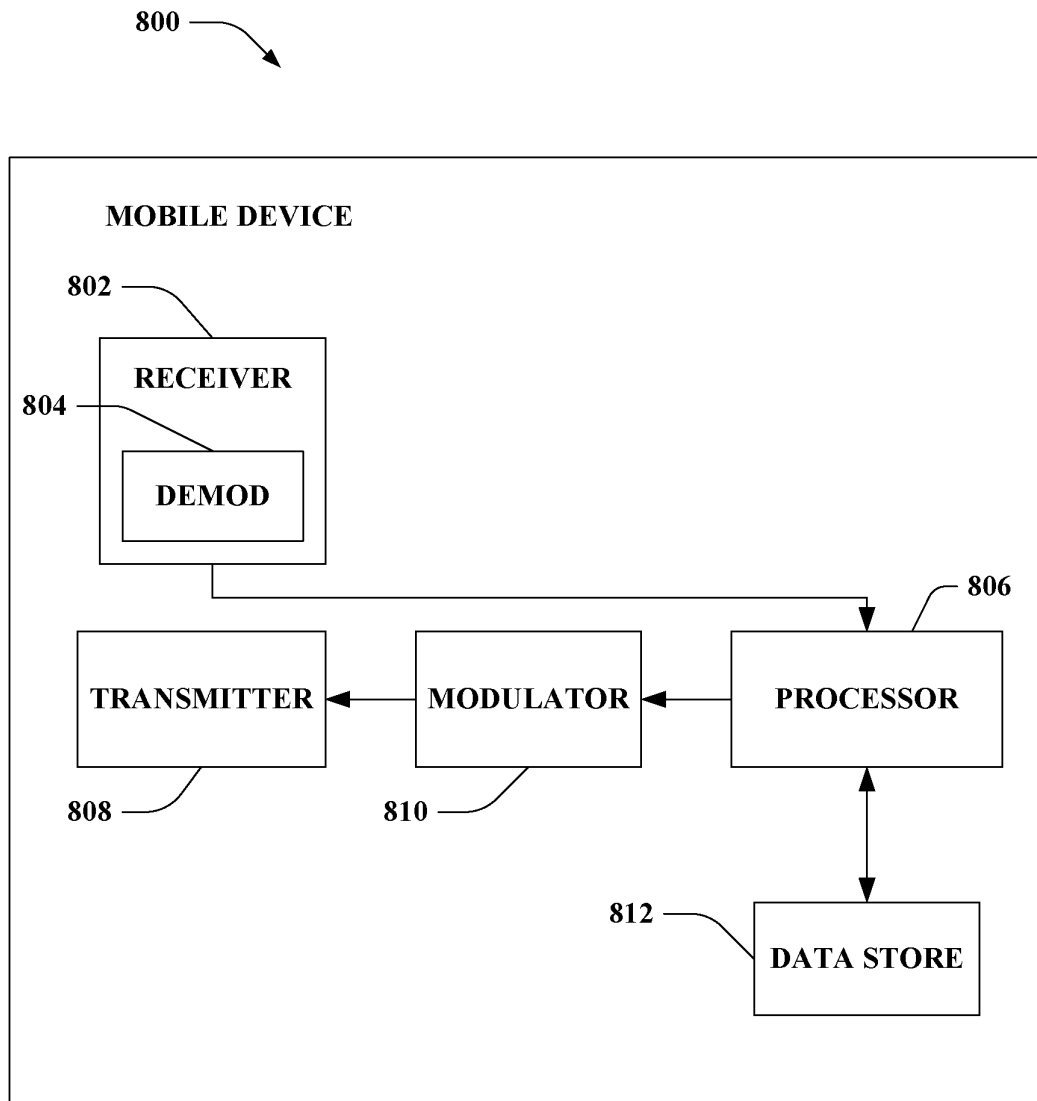 800
MOBILE DEVICE
802
RECEIVER
804
DEMOD
806
TRANSMITTER
MODULATOR
PROCESSOR
808
810
812
DATA STORE